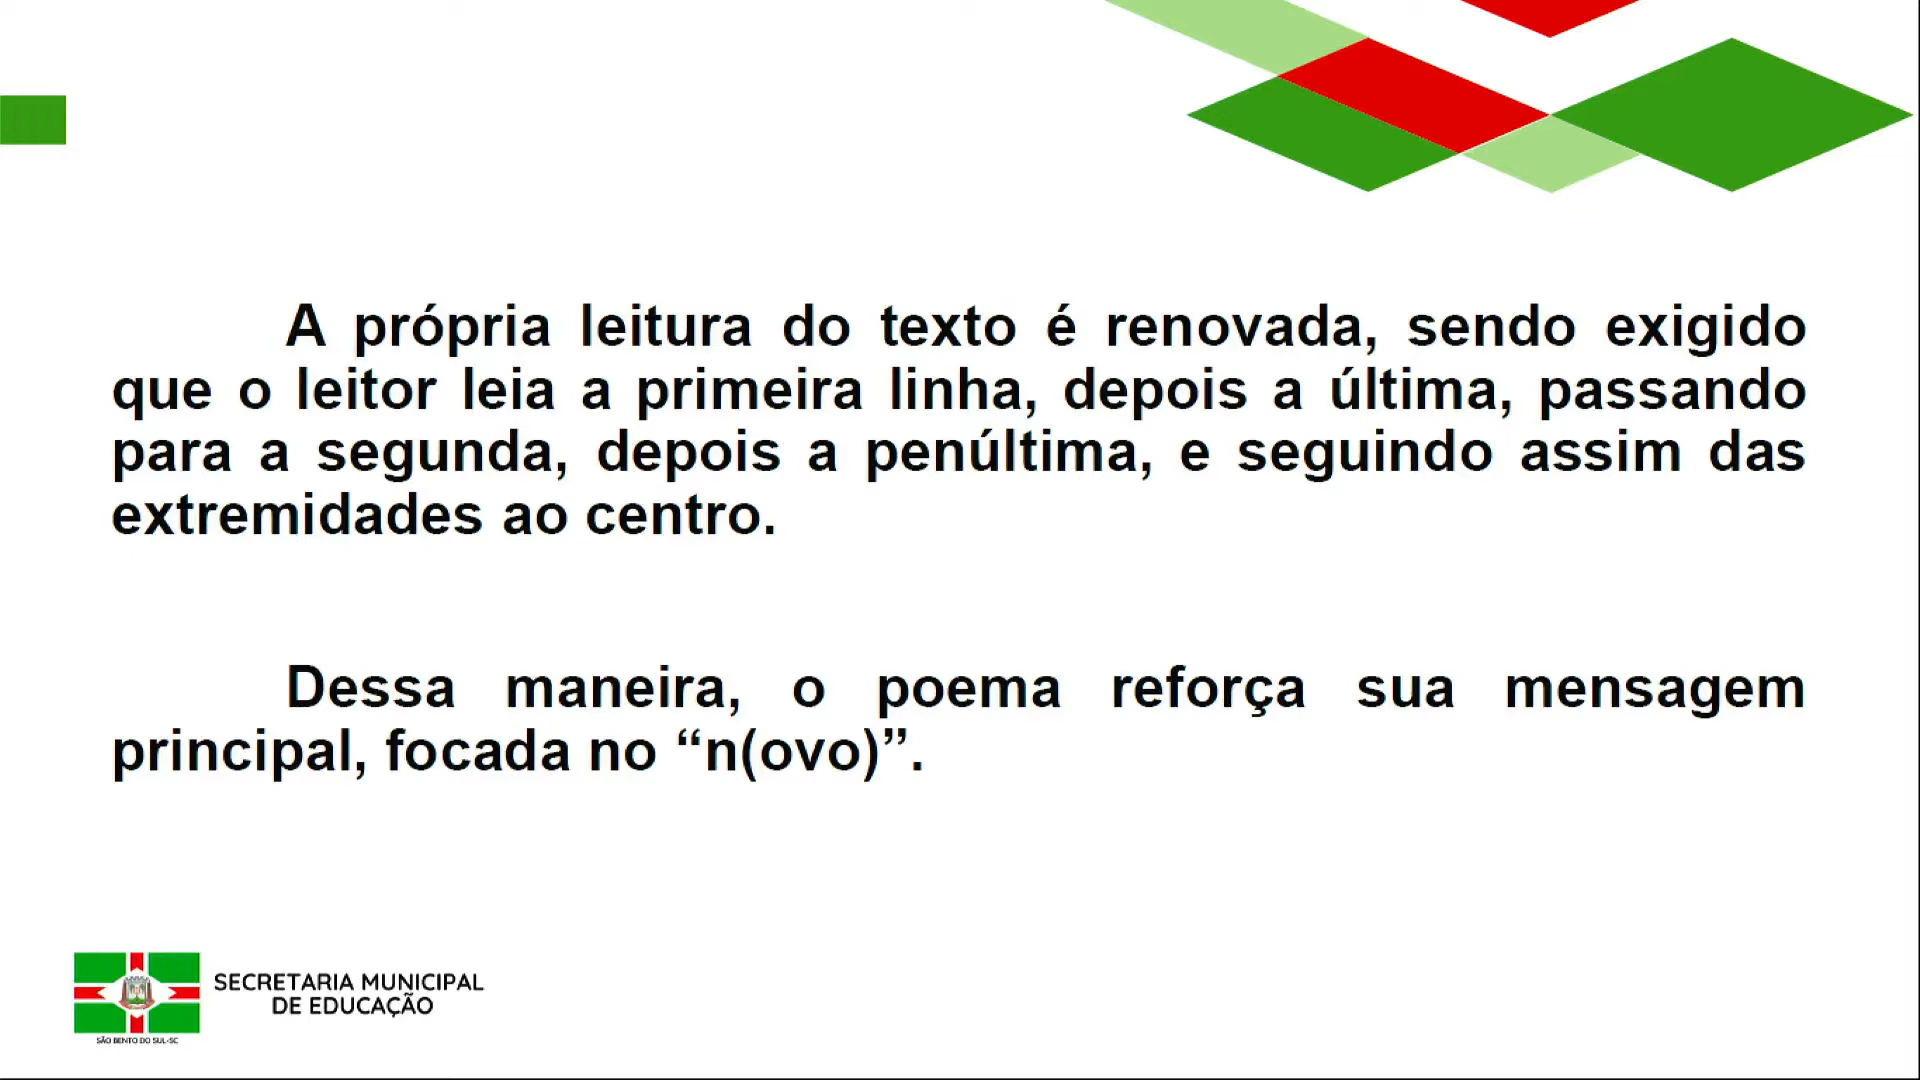 A própria leitura do texto é renovada, sendo exigido
que o leitor leia a primeira linha, depois a última, passando
para a segunda, depois a penúltima, e seguindo assim das
extremidades ao centro.
Dessa maneira, o poema reforça sua mensagem
principal, focada no “n(ovo)”.
SECRETARIA MUNICIPAL
DE EDUCAÇÃO
SÃO BENTO DO SUL-SC